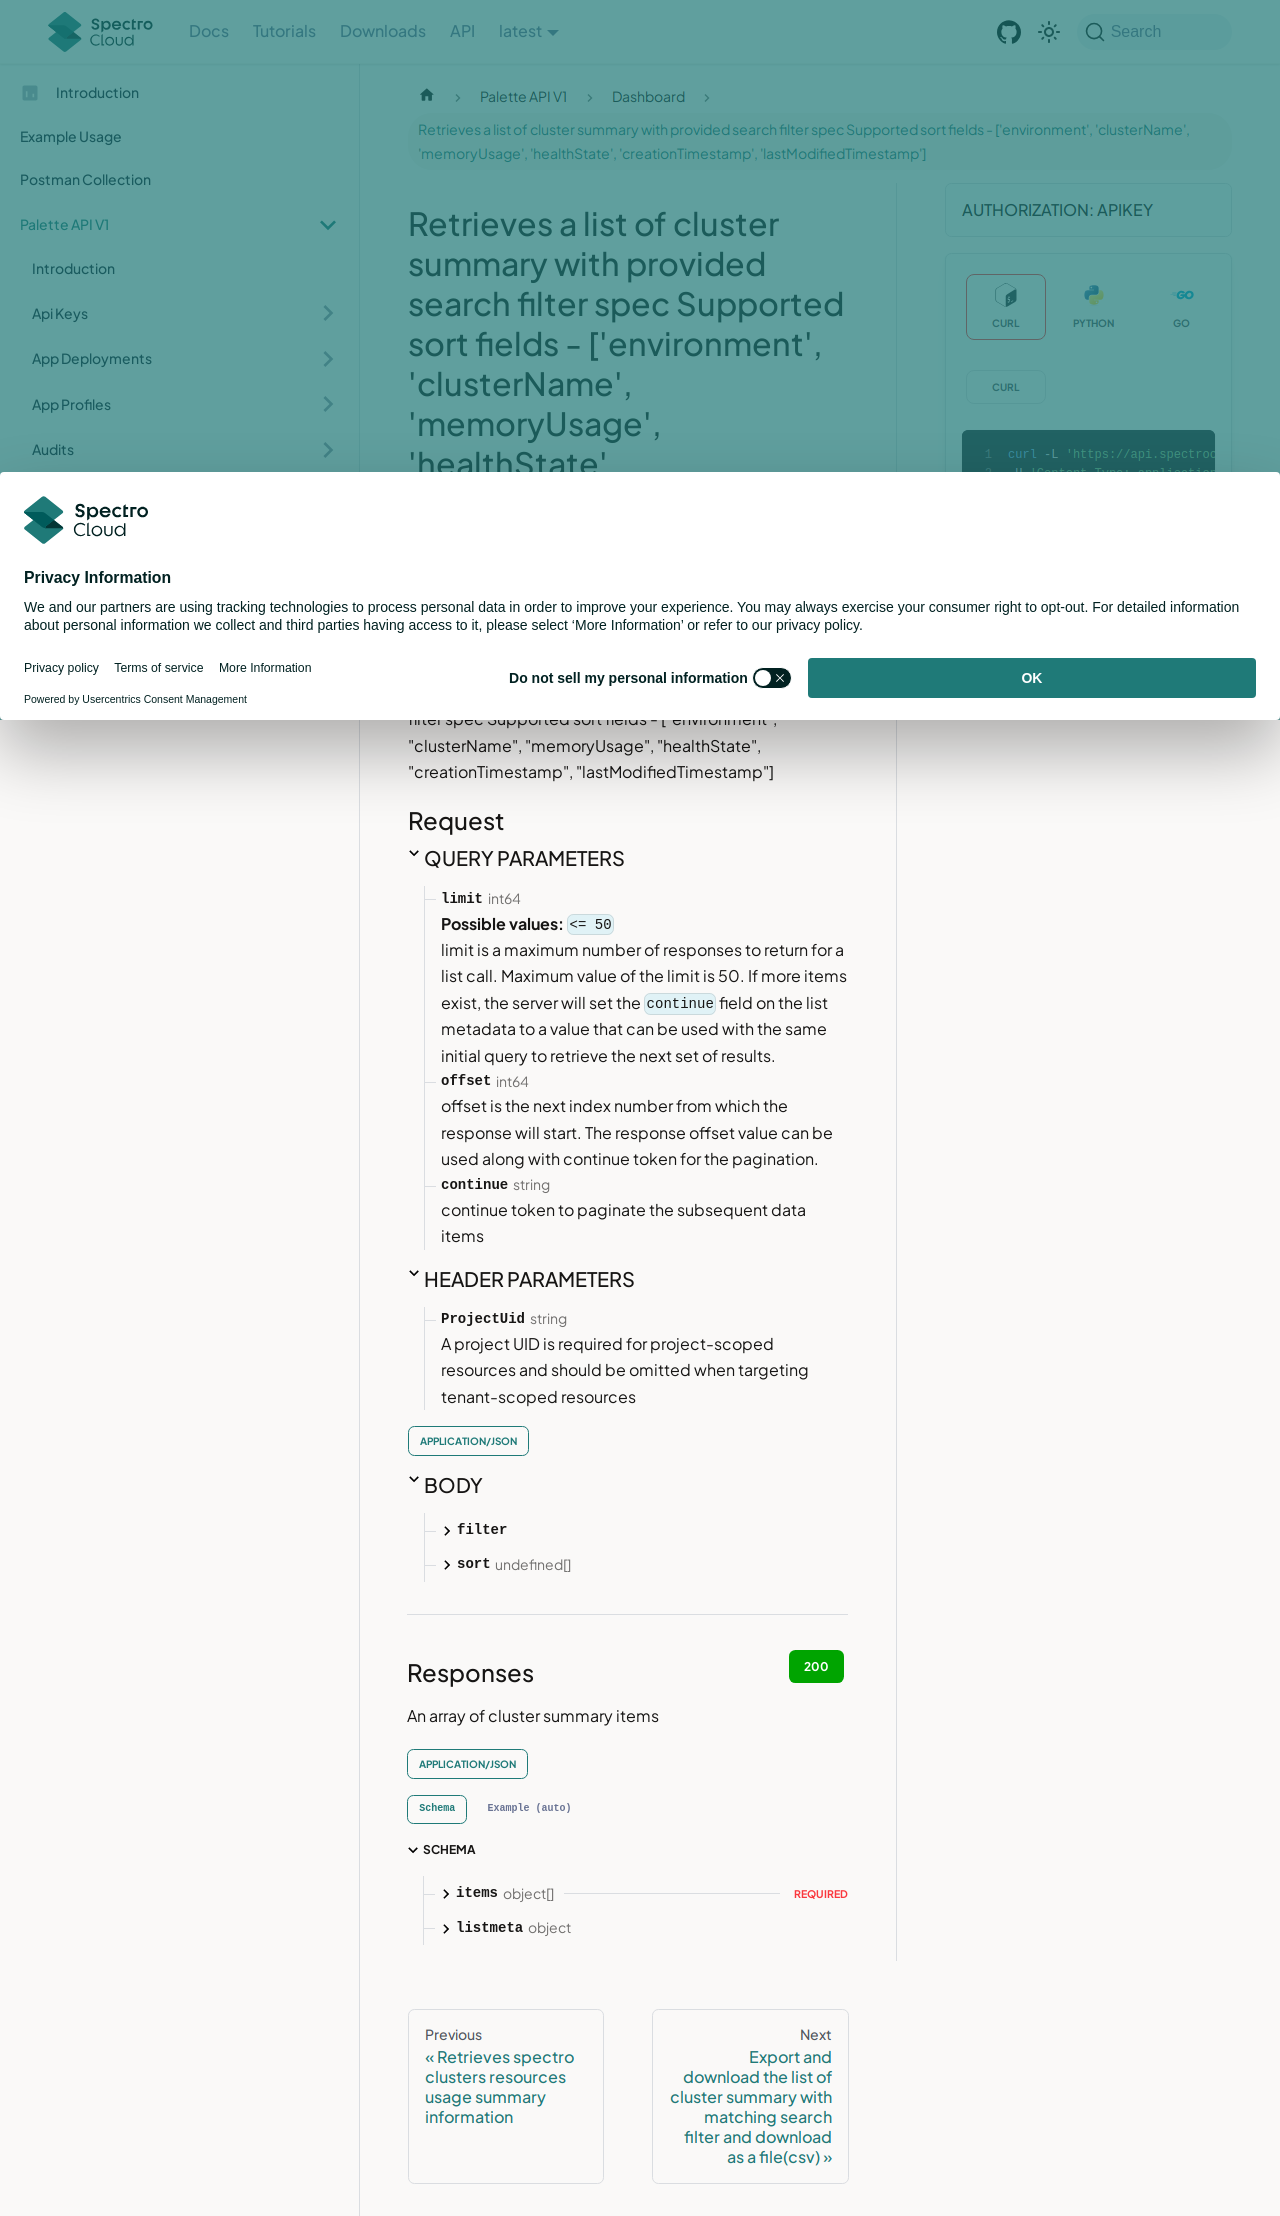 Spectro Cloud
Docs
Tutorials
Downloads
API
latest
Search
Introduction
Example Usage
Postman Collection
Palette API V1
Introduction
Api Keys
App Deployments
App Profiles
Audits
Palette API V1
Dashboard
Retrieves a list of cluster summary with provided search filter spec Supported sort fields - ['environment', 'clusterName',
'memoryUsage', 'healthState', 'creationTimestamp', 'lastModifiedTimestamp']
Retrieves a list of cluster
summary with provided
search filter spec Supported
sort fields - ['environment',
'clusterName',
'memoryUsage',
'healthState',
AUTHORIZATION: APIKEY
CURL
PYTHON
GO
CURL
1 curl -L 'https://api.spectroc
Spectro Cloud
Privacy Information
We and our partners are using tracking technologies to process personal data in order to improve your experience. You may always exercise your consumer right to opt-out. For detailed information
about personal information we collect and third parties having access to it, please select ‘More Information’ or refer to our privacy policy.
Privacy policy
Terms of service
More Information
Powered by Usercentrics Consent Management
Do not sell my personal information
OK
filter spec Supported sort fields - ["environment",
"clusterName", "memoryUsage", "healthState",
"creationTimestamp", "lastModifiedTimestamp"]
Request
QUERY PARAMETERS
limit int64
Possible values: <= 50
limit is a maximum number of responses to return for a
list call. Maximum value of the limit is 50. If more items
exist, the server will set the continue field on the list
metadata to a value that can be used with the same
initial query to retrieve the next set of results.
offset int64
offset is the next index number from which the
response will start. The response offset value can be
used along with continue token for the pagination.
continue string
continue token to paginate the subsequent data
items
HEADER PARAMETERS
ProjectUid string
A project UID is required for project-scoped
resources and should be omitted when targeting
tenant-scoped resources
APPLICATION/JSON
BODY
filter
sort undefined[]
Responses
200
An array of cluster summary items
APPLICATION/JSON
Schema
Example (auto)
SCHEMA
items object[]
REQUIRED
listmeta object
Previous
« Retrieves spectro
clusters resources
usage summary
information
Next
Export and
download the list of
cluster summary with
matching search
filter and download
as a file(csv) »